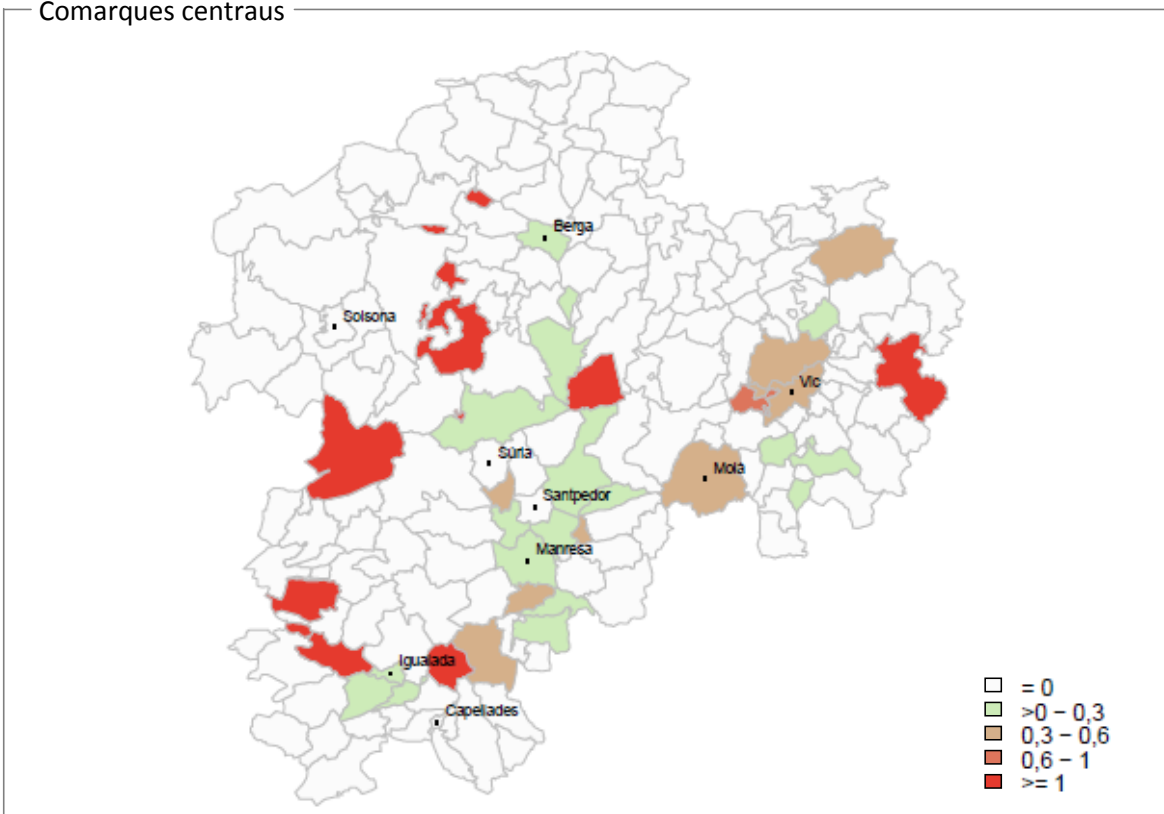 Comarques centraus
Berga
Solsona
Vic
Súria
Moià
Santpedor
Manresa
Igualada
Capellades
= 0
>0 − 0,3
0,3 − 0,6
0,6 − 1
>= 1